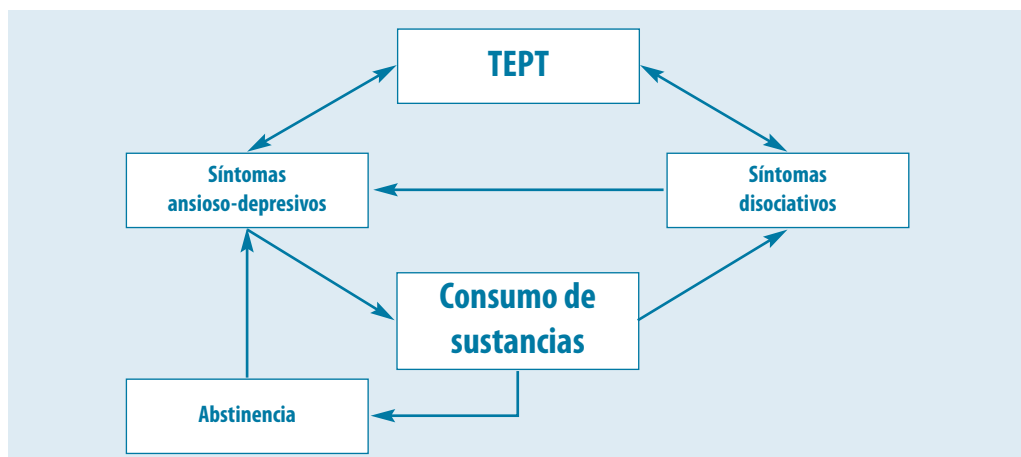 TEPT
Síntomas
ansioso-depresivos
Síntomas
disociativos
Consumo de
sustancias
Abstinencia